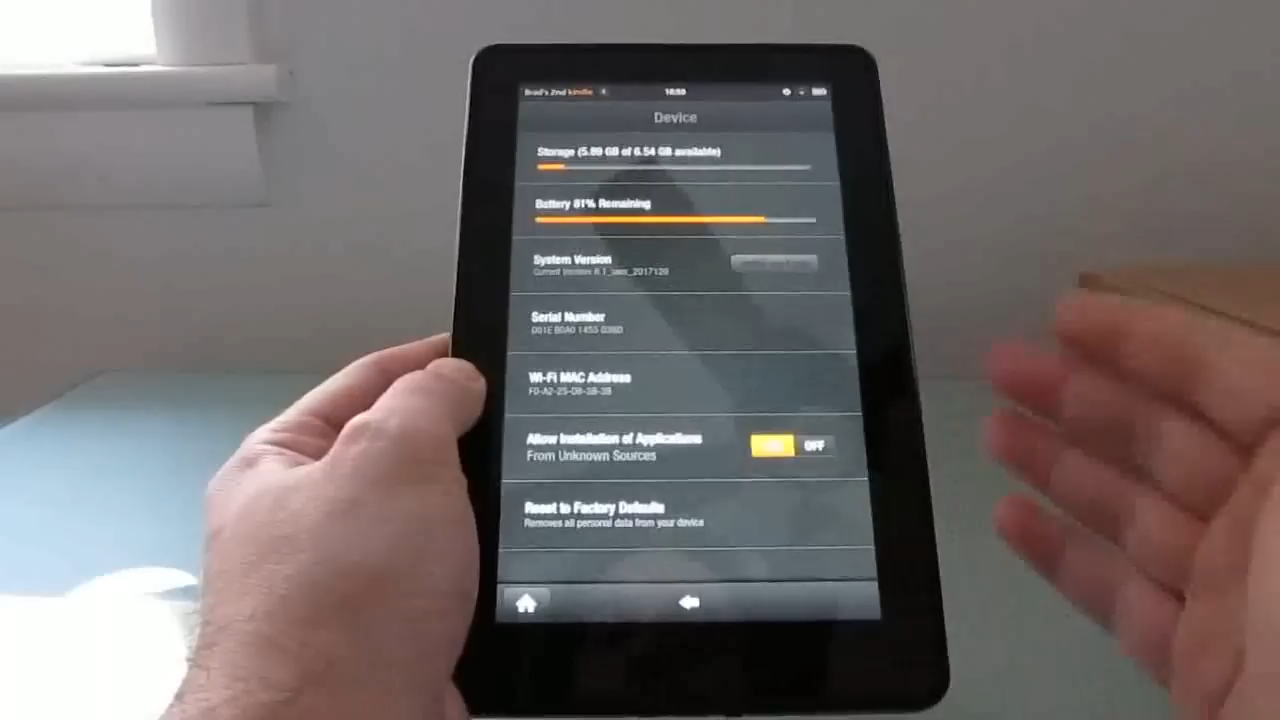 Brad's 2nd kindle
Device
Storage (5.89 GB of 6.54 GB available)
Battery 81% Remaining
System Version
Current Version:
Serial Number
Wi-Fi MAC Address
Allow Installation of Applications
From Unknown Sources
OFF
Reset to Factory Defaults
Removes all personal data from your device